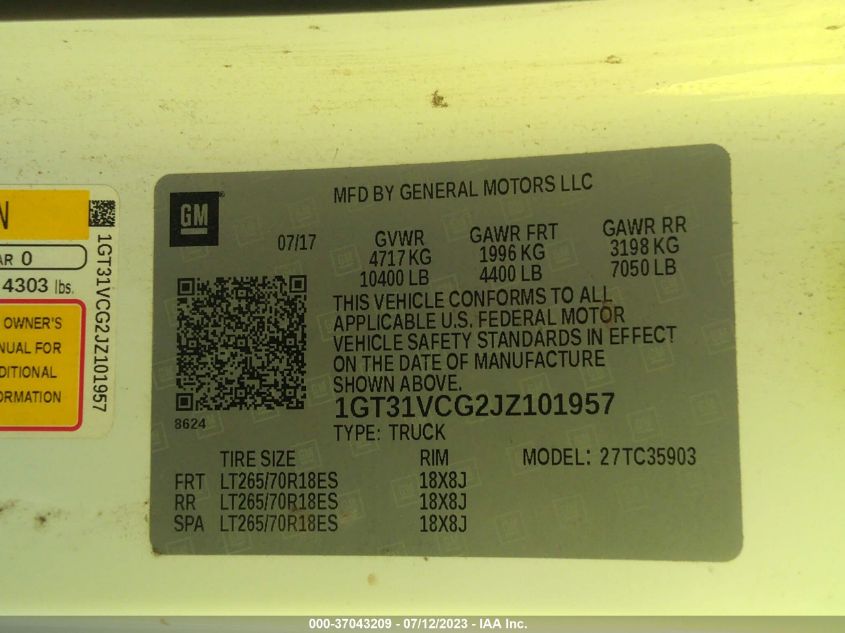 N
AR 0
4303 lbs.
OWNER'S
NUAL FOR
DITIONAL
ORMATION
1GT31VCG2JZ101957
GM
MFD BY GENERAL MOTORS LLC
07/17
GVWR GAWR FRT GAWR RR
4717 KG 1996 KG 3198 KG
10400 LB 4400 LB 7050 LB
THIS VEHICLE CONFORMS TO ALL
APPLICABLE U.S. FEDERAL MOTOR
VEHICLE SAFETY STANDARDS IN EFFECT
ON THE DATE OF MANUFACTURE
SHOWN ABOVE.
8624
1GT31VCG2JZ101957
TYPE: TRUCK
TIRE SIZE RIM MODEL: 27TC35903
FRT LT265/70R18ES 18X8J
RR LT265/70R18ES 18X8J
SPA LT265/70R18ES 18X8J
000-37043209 - 07/12/2023 - IAA Inc.